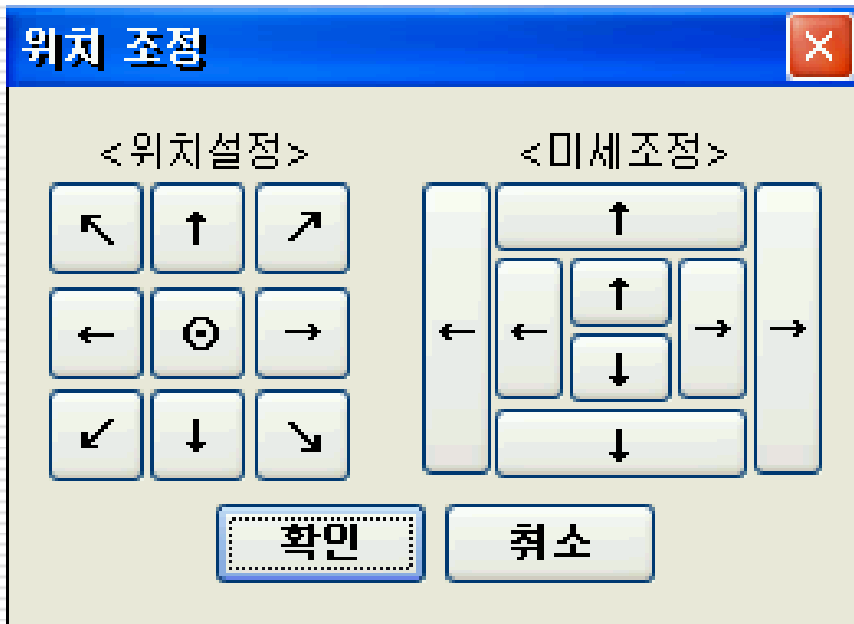 위치 조정
<위치설정> <미세조정>
↖ ↑ ↗ ← ↑ →
← ⊙ → ← ↑ →
↓
↙ ↓ ↘ ↓
확인 취소